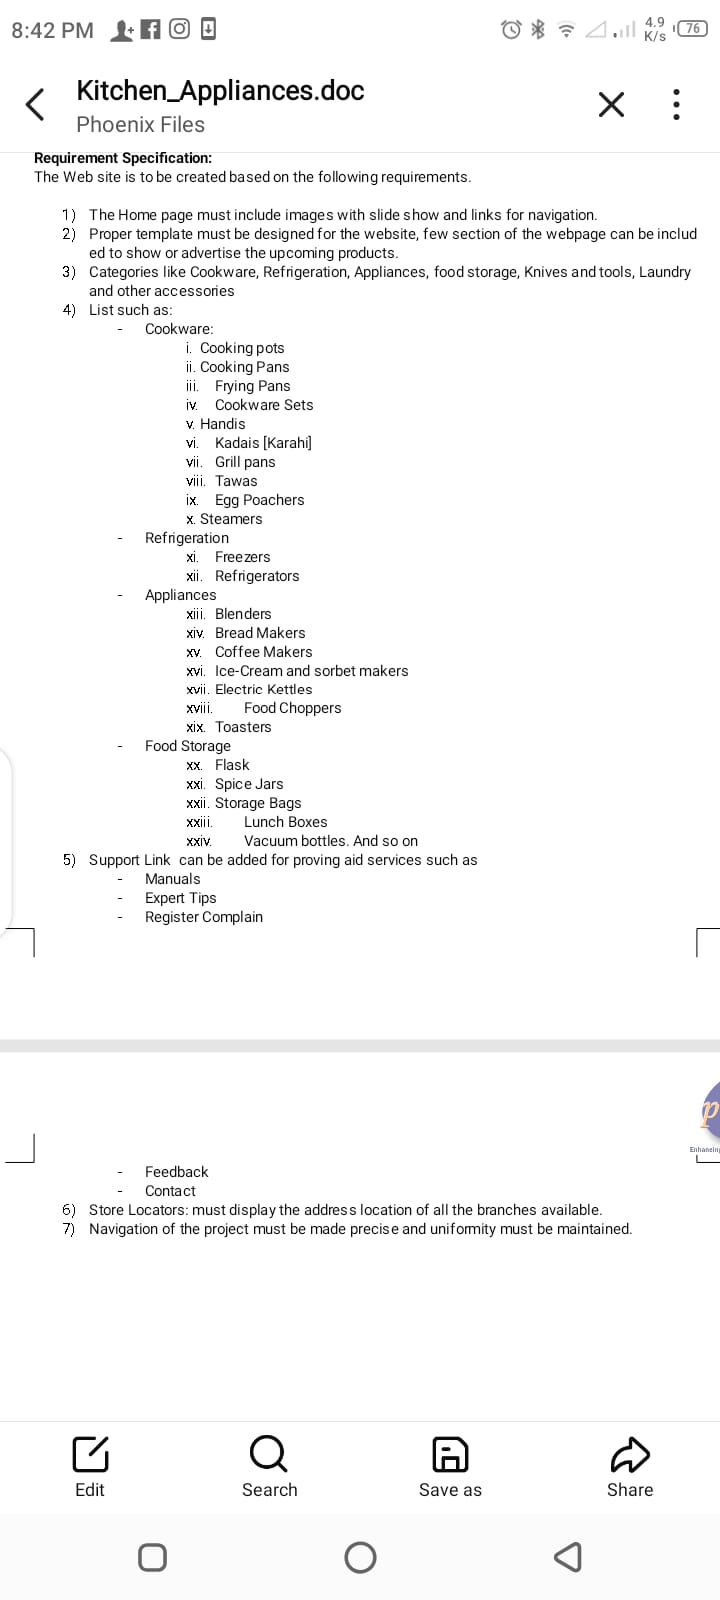 8:42 PM
4.9
K/s
76
Kitchen_Appliances.doc
Phoenix Files
Requirement Specification:
The Web site is to be created based on the following requirements.
1) The Home page must include images with slide show and links for navigation.
2) Proper template must be designed for the website, few section of the webpage can be includ
ed to show or advertise the upcoming products.
3) Categories like Cookware, Refrigeration, Appliances, food storage, Knives and tools, Laundry
and other accessories
4) List such as:
- Cookware:
i. Cooking pots
ii. Cooking Pans
iii. Frying Pans
iv. Cookware Sets
v. Handis
vi. Kadais [Karahi]
vii. Grill pans
viii. Tawas
ix. Egg Poachers
x. Steamers
- Refrigeration
xi. Freezers
xii. Refrigerators
- Appliances
xiii. Blenders
xiv. Bread Makers
xv. Coffee Makers
xvi. Ice-Cream and sorbet makers
xvii. Electric Kettles
xviii. Food Choppers
xix. Toasters
- Food Storage
xx. Flask
xxi. Spice Jars
xxii. Storage Bags
xxiii. Lunch Boxes
xxiv. Vacuum bottles. And so on
5) Support Link can be added for proving aid services such as
- Manuals
- Expert Tips
- Register Complain
p
- Feedback
- Contact
6) Store Locators: must display the address location of all the branches available.
7) Navigation of the project must be made precise and uniformity must be maintained.
Edit
Search
Save as
Share